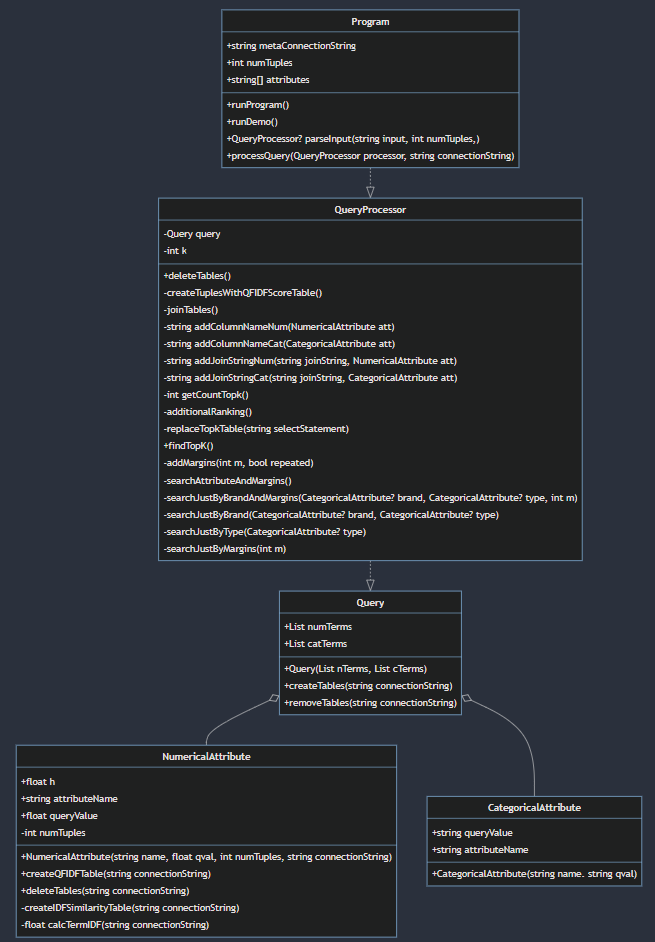 Program
+string metaConnectionString
+int numTuples
+string[] attributes
+runProgram()
+runDemo()
+QueryProcessor? parseInput(string input, int numTuples,)
+processQuery(QueryProcessor processor, string connectionString)
QueryProcessor
-Query query
-int k
+deleteTables()
-createTuplesWithQFIDFScoreTable()
-joinTables()
-string addColumnNameNum(NumericalAttribute att)
-string addColumnNameCat(CategoricalAttribute att)
-string addJoinStringNum(string joinString, NumericalAttribute att)
-string addJoinStringCat(string joinString, CategoricalAttribute att)
-int getCountTopk()
-additionalRanking()
-replaceTopkTable(string selectStatement)
+findTopK()
-addMargins(int m, bool repeated)
-searchAttributeAndMargins()
-searchJustByBrandAndMargins(CategoricalAttribute? brand, CategoricalAttribute? type, int m)
-searchJustByBrand(CategoricalAttribute? brand, CategoricalAttribute? type)
-searchJustByType(CategoricalAttribute? type)
-searchJustByMargins(int m)
Query
+List numTerms
+List catTerms
+Query(List nTerms, List cTerms)
+createTables(string connectionString)
+removeTables(string connectionString)
NumericalAttribute
+float h
+string attributeName
+float queryValue
-int numTuples
+NumericalAttribute(string name, float qval, int numTuples, string connectionString)
+createQFIDFTable(string connectionString)
+deleteTables(string connectionString)
-createIDFSimilarityTable(string connectionString)
-float calcTermIDF(string connectionString)
CategoricalAttribute
+string queryValue
+string attributeName
+CategoricalAttribute(string name. string qval)